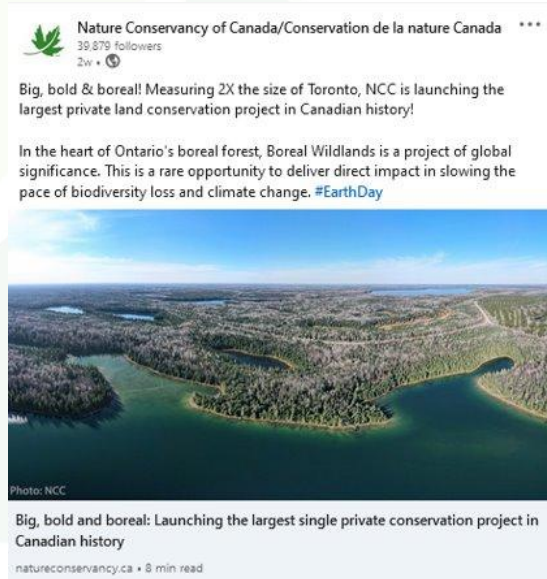 Nature Conservancy of Canada/Conservation de la nature Canada
39,879 followers
2w •
Big, bold & boreal! Measuring 2X the size of Toronto, NCC is launching the
largest private land conservation project in Canadian history!
In the heart of Ontario's boreal forest, Boreal Wildlands is a project of global
significance. This is a rare opportunity to deliver direct impact in slowing the
pace of biodiversity loss and climate change. #EarthDay
Photo: NCC
Big, bold and boreal: Launching the largest single private conservation project in
Canadian history
natureconservancy.ca • 8 min read